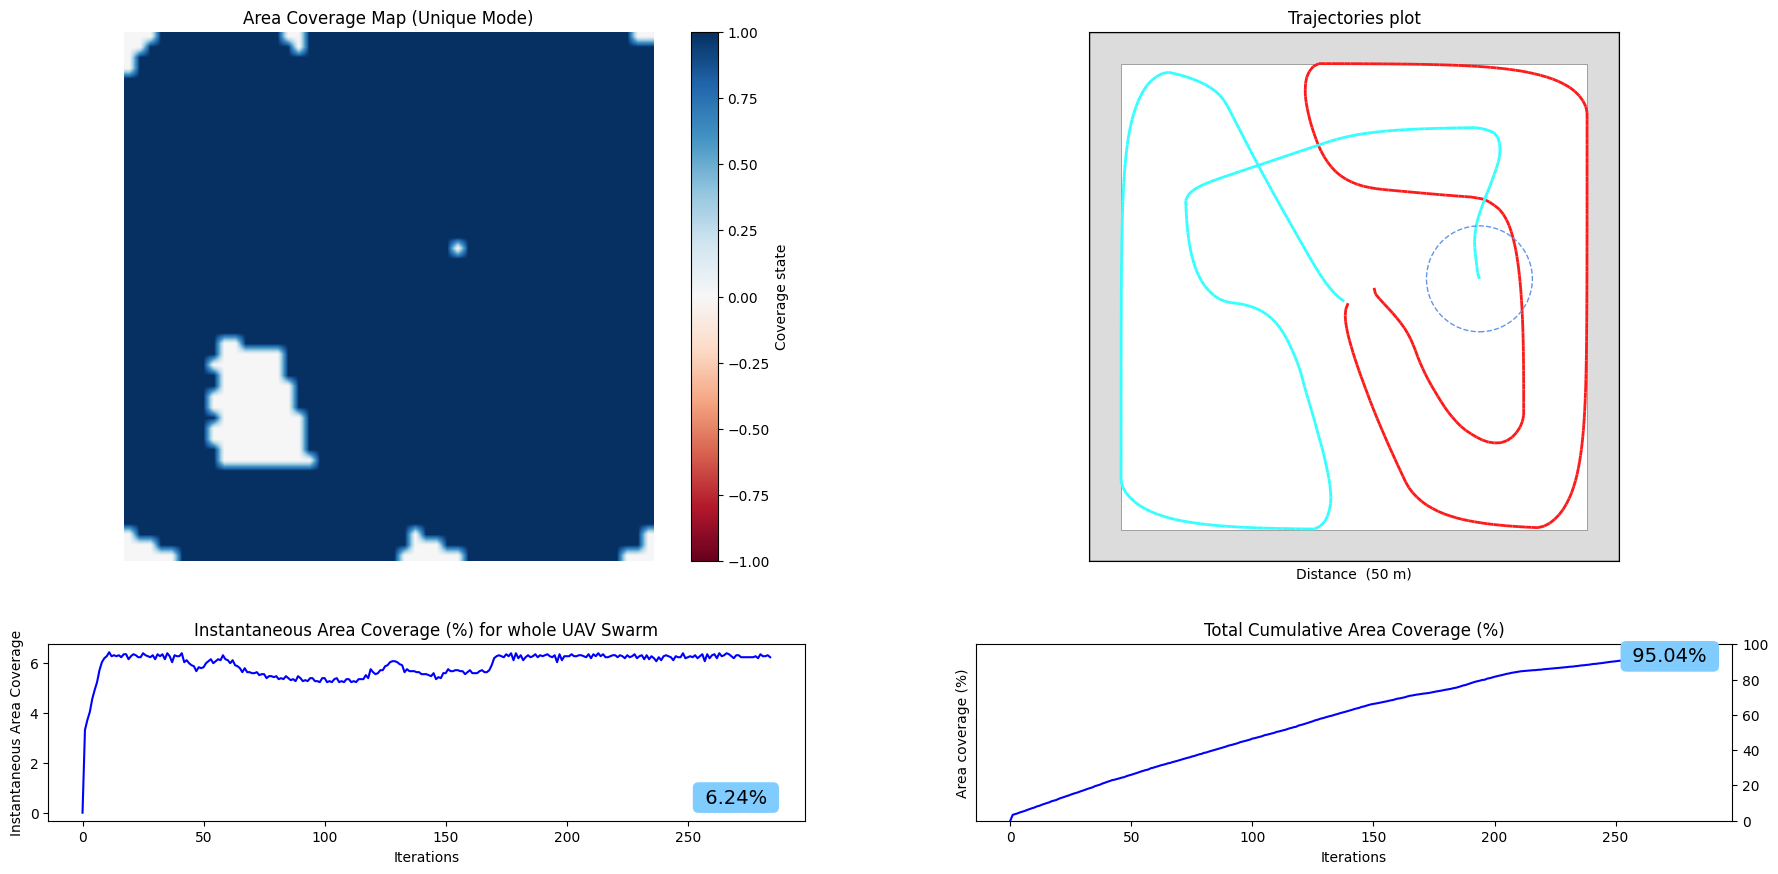 Area Coverage Map (Unique Mode)
1.00
0.75
0.50
0.25
0.00
−0.25
−0.50
−0.75
−1.00
Coverage state
Trajectories plot
Distance  (50 m)
Instantaneous Area Coverage (%) for whole UAV Swarm
Instantaneous Area Coverage
6
4
2
0
6.24%
0 50 100 150 200 250
Iterations
Total Cumulative Area Coverage (%)
Area coverage (%)
95.04%
100
80
60
40
20
0
0 50 100 150 200 250
Iterations